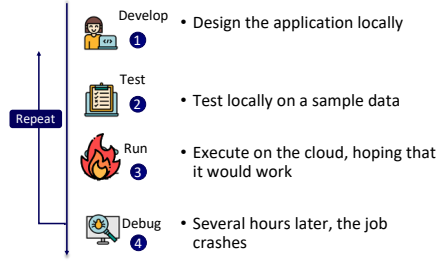 Develop
1
• Design the application locally
Test
2
• Test locally on a sample data
Repeat
Run
3
• Execute on the cloud, hoping that
it would work
Debug
4
• Several hours later, the job
crashes